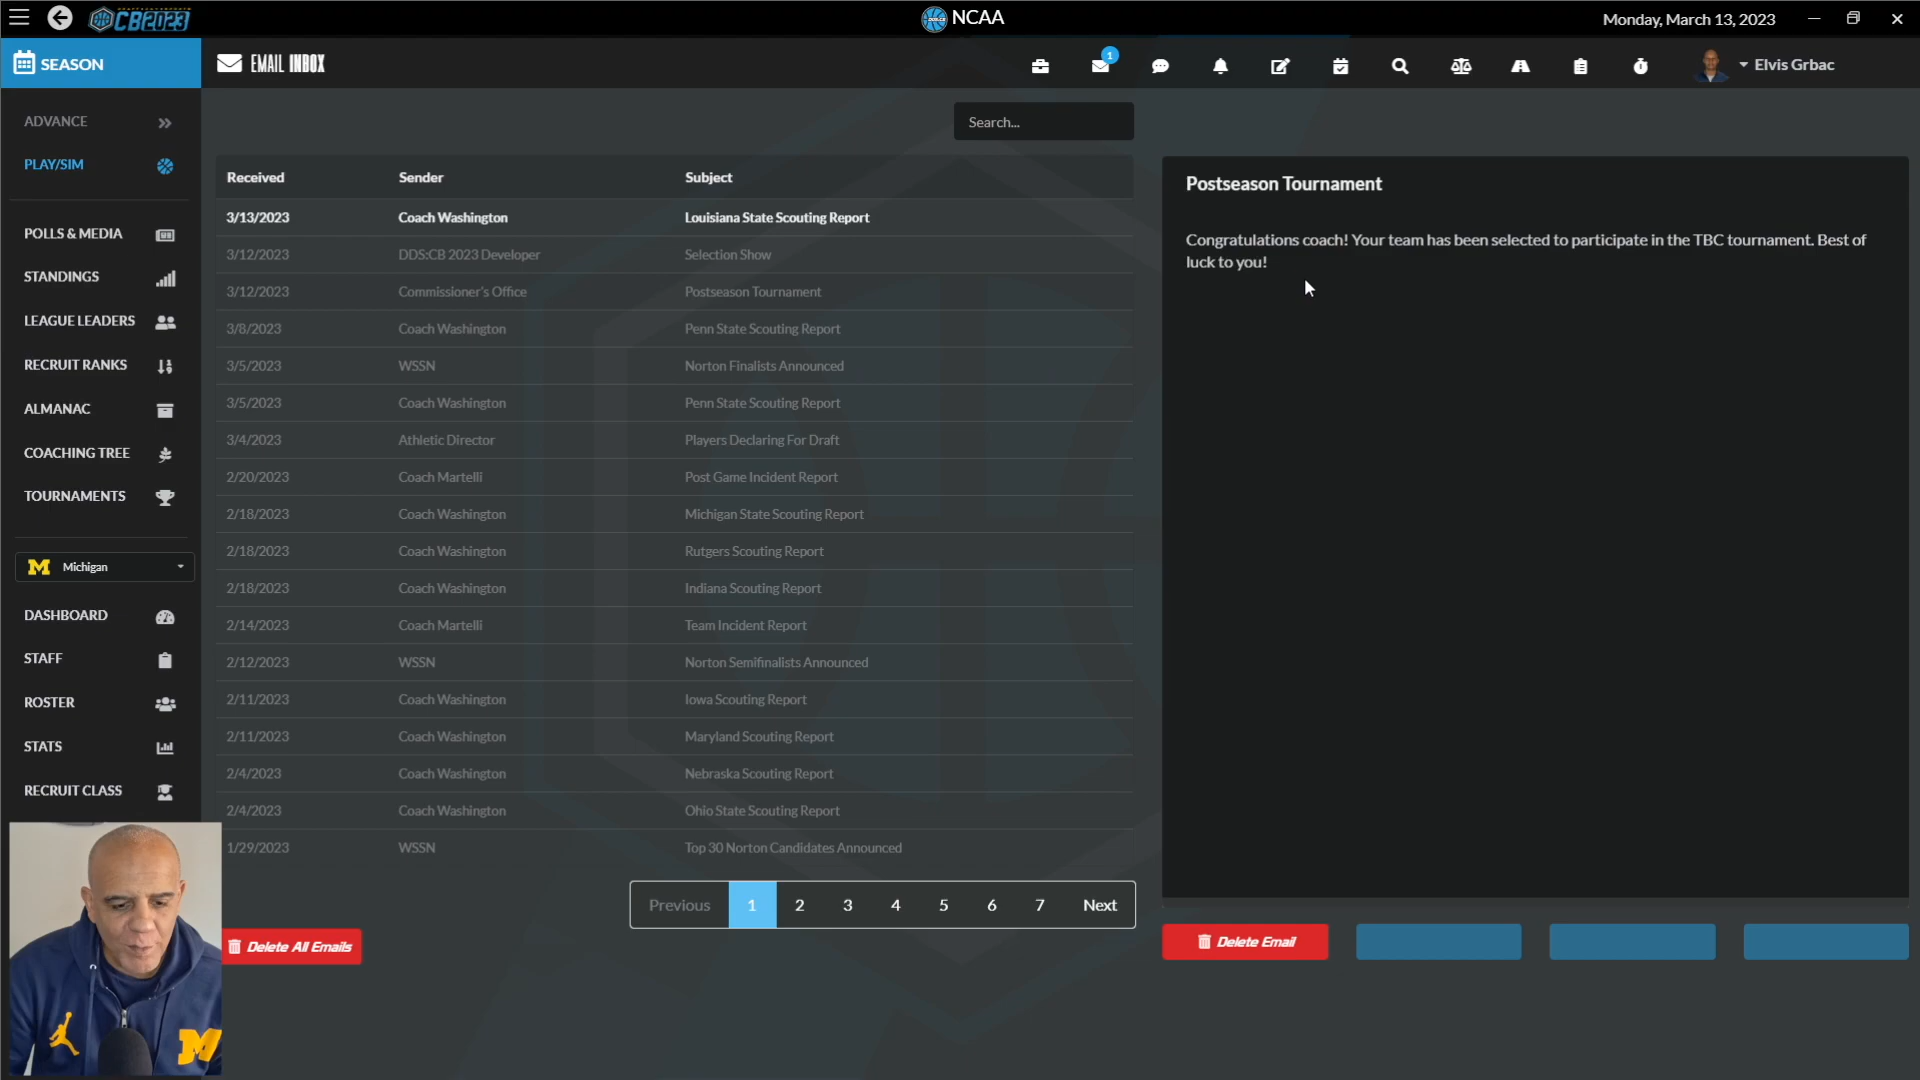 CB2023
NCAA
Monday, March 13, 2023
SEASON
EMAIL INBOX
1
Elvis Grbac
ADVANCE
PLAY/SIM
POLLS & MEDIA
STANDINGS
LEAGUE LEADERS
RECRUIT RANKS
ALMANAC
COACHING TREE
TOURNAMENTS
Michigan
DASHBOARD
STAFF
ROSTER
STATS
RECRUIT CLASS
Search...
Received Sender Subject
3/13/2023 Coach Washington Louisiana State Scouting Report
3/12/2023 DDS:CB 2023 Developer Selection Show
3/12/2023 Commissioner's Office Postseason Tournament
3/8/2023 Coach Washington Penn State Scouting Report
3/5/2023 WSSN Norton Finalists Announced
3/5/2023 Coach Washington Penn State Scouting Report
3/4/2023 Athletic Director Players Declaring For Draft
2/20/2023 Coach Martelli Post Game Incident Report
2/18/2023 Coach Washington Michigan State Scouting Report
2/18/2023 Coach Washington Rutgers Scouting Report
2/18/2023 Coach Washington Indiana Scouting Report
2/14/2023 Coach Martelli Team Incident Report
2/12/2023 WSSN Norton Semifinalists Announced
2/11/2023 Coach Washington Iowa Scouting Report
2/11/2023 Coach Washington Maryland Scouting Report
2/4/2023 Coach Washington Nebraska Scouting Report
2/4/2023 Coach Washington Ohio State Scouting Report
1/29/2023 WSSN Top 30 Norton Candidates Announced
Previous 1 2 3 4 5 6 7 Next
Delete All Emails
Postseason Tournament
Congratulations coach! Your team has been selected to participate in the TBC tournament. Best of
luck to you!
Delete Email
M